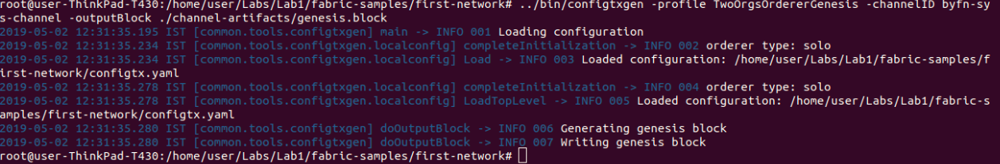 root@user-ThinkPad-T430:/home/user/Labs/Lab1/fabric-samples/first-network# ../bin/configtxgen -profile TwoOrgsOrdererGenesis -channelID byfn-sy
s-channel -outputBlock ./channel-artifacts/genesis.block
2019-05-02 12:31:35.195 IST [common.tools.configtxgen] main -> INFO 001 Loading configuration
2019-05-02 12:31:35.234 IST [common.tools.configtxgen.localconfig] completeInitialization -> INFO 002 orderer type: solo
2019-05-02 12:31:35.234 IST [common.tools.configtxgen.localconfig] Load -> INFO 003 Loaded configuration: /home/user/Labs/Lab1/fabric-samples/f
irst-network/configtx.yaml
2019-05-02 12:31:35.278 IST [common.tools.configtxgen.localconfig] completeInitialization -> INFO 004 orderer type: solo
2019-05-02 12:31:35.278 IST [common.tools.configtxgen.localconfig] LoadTopLevel -> INFO 005 Loaded configuration: /home/user/Labs/Lab1/fabric-s
amples/first-network/configtx.yaml
2019-05-02 12:31:35.280 IST [common.tools.configtxgen] doOutputBlock -> INFO 006 Generating genesis block
2019-05-02 12:31:35.280 IST [common.tools.configtxgen] doOutputBlock -> INFO 007 Writing genesis block
root@user-ThinkPad-T430:/home/user/Labs/Lab1/fabric-samples/first-network#